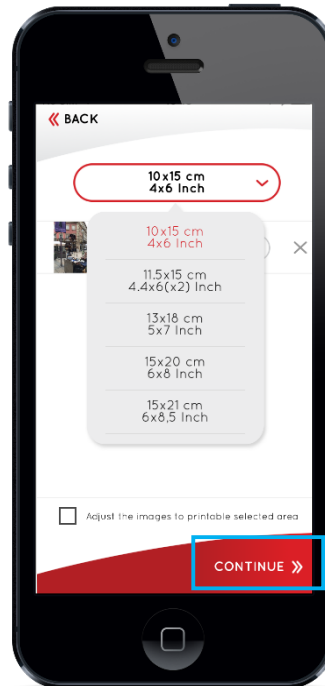 BACK
10x15 cm
4x6 Inch
10x15 cm
4x6 Inch
11.5x15 cm
4.4x6(x2) Inch
13x18 cm
5x7 Inch
15x20 cm
6x8 Inch
15x21 cm
6x8,5 Inch
Adjust the images to printable selected area
CONTINUE